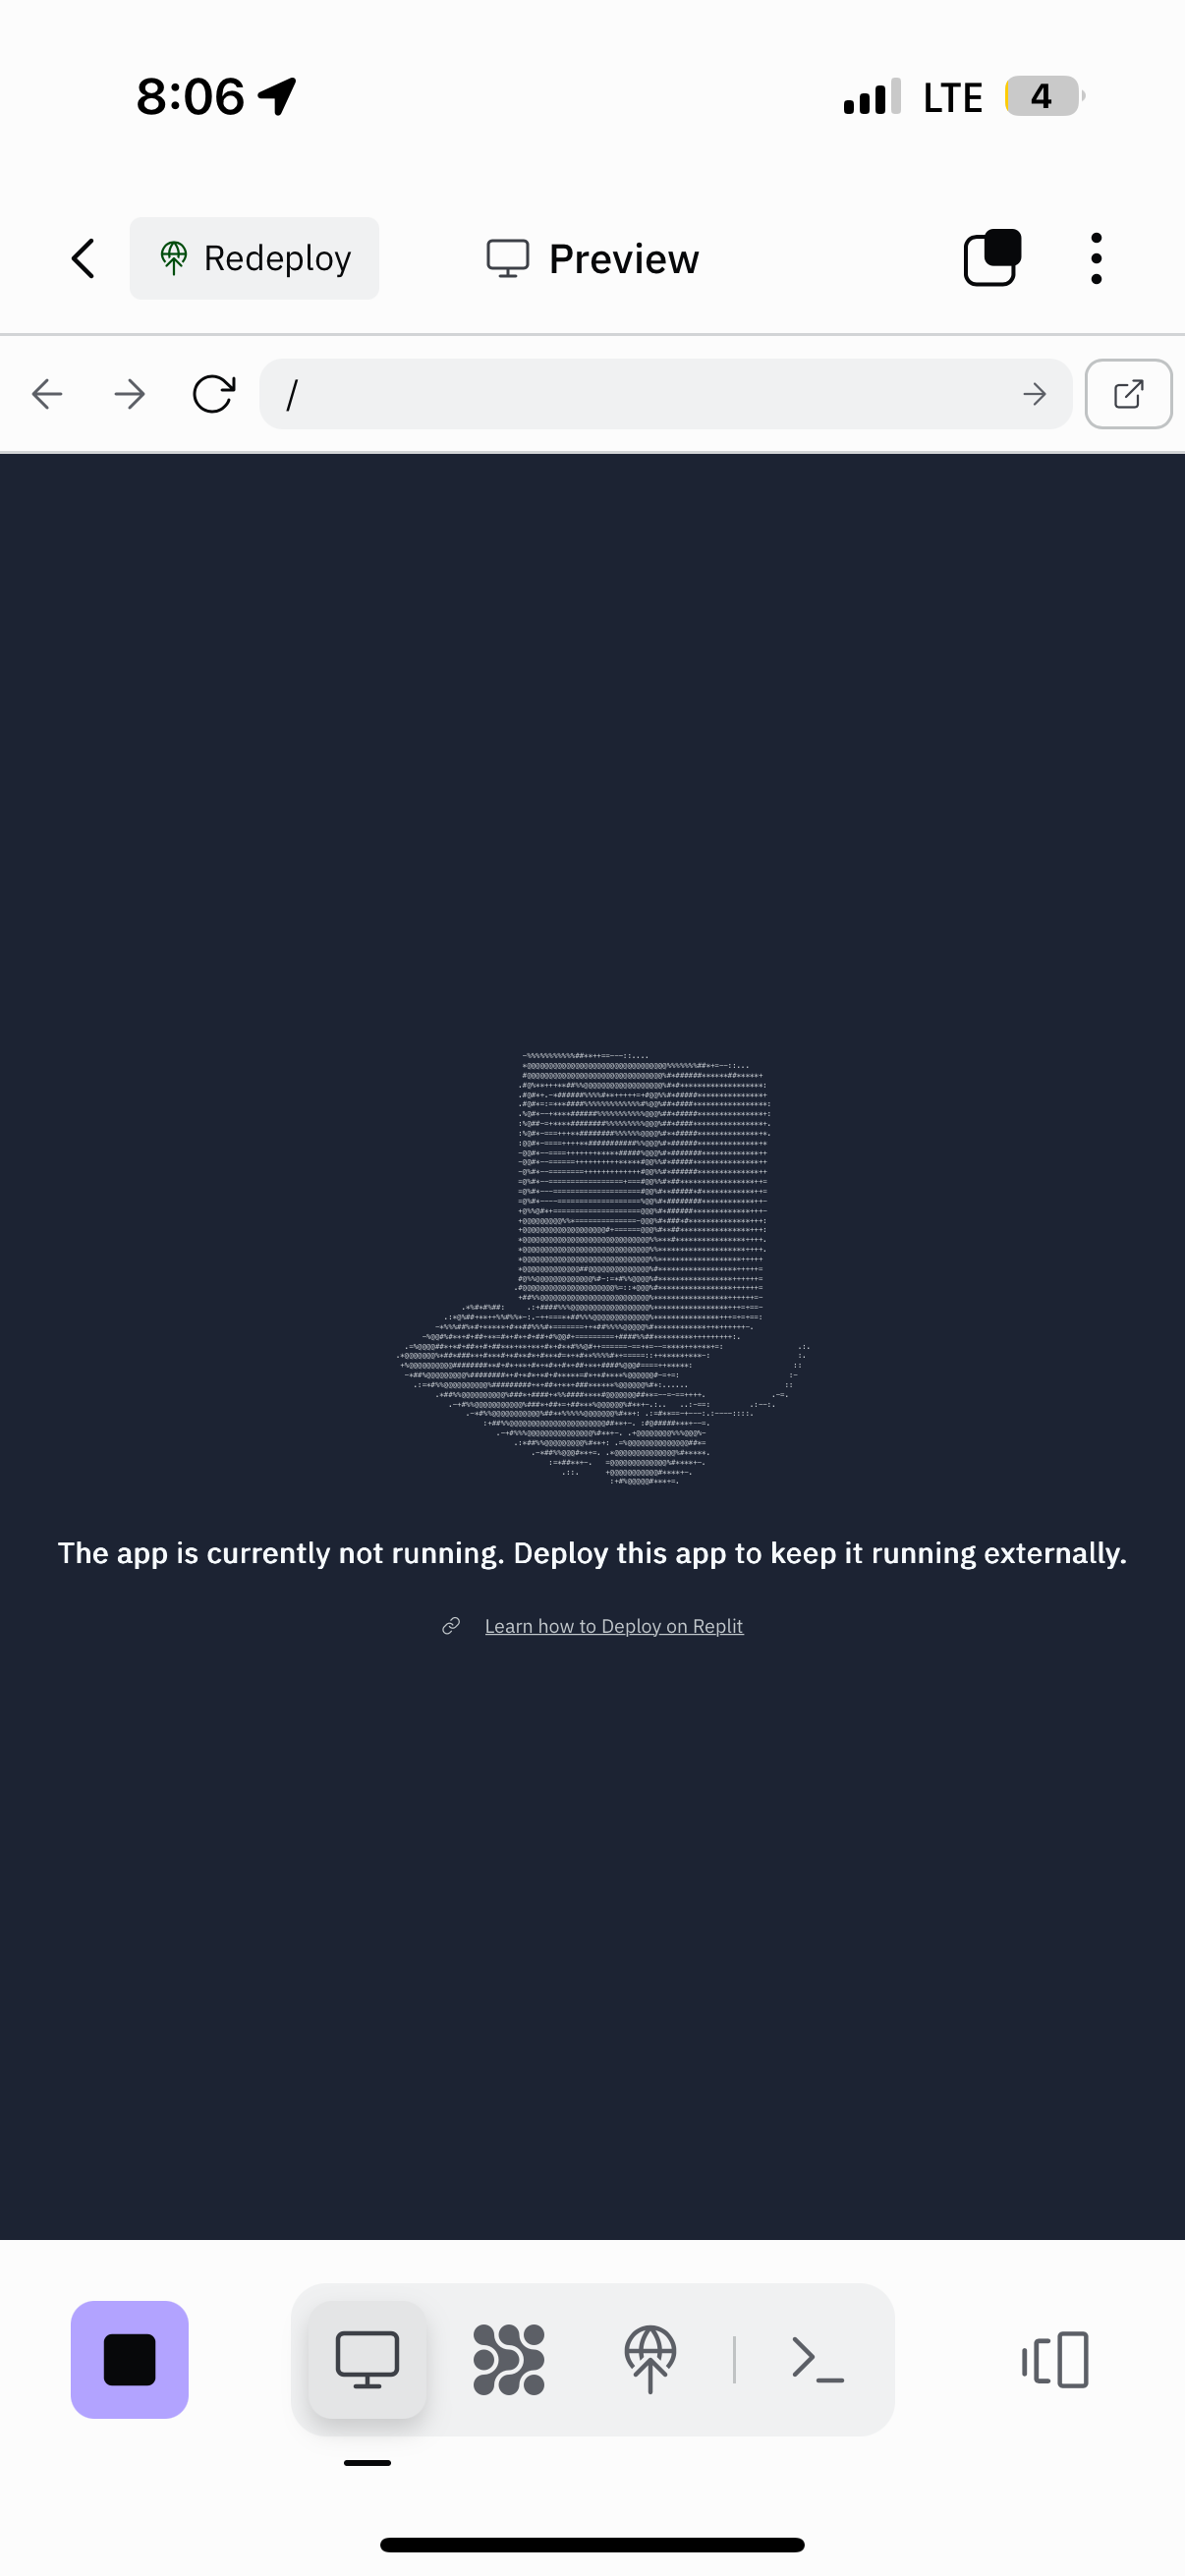 8:06
LTE
4
Redeploy
Preview
/
The app is currently not running. Deploy this app to keep it running externally.
Learn how to Deploy on Replit